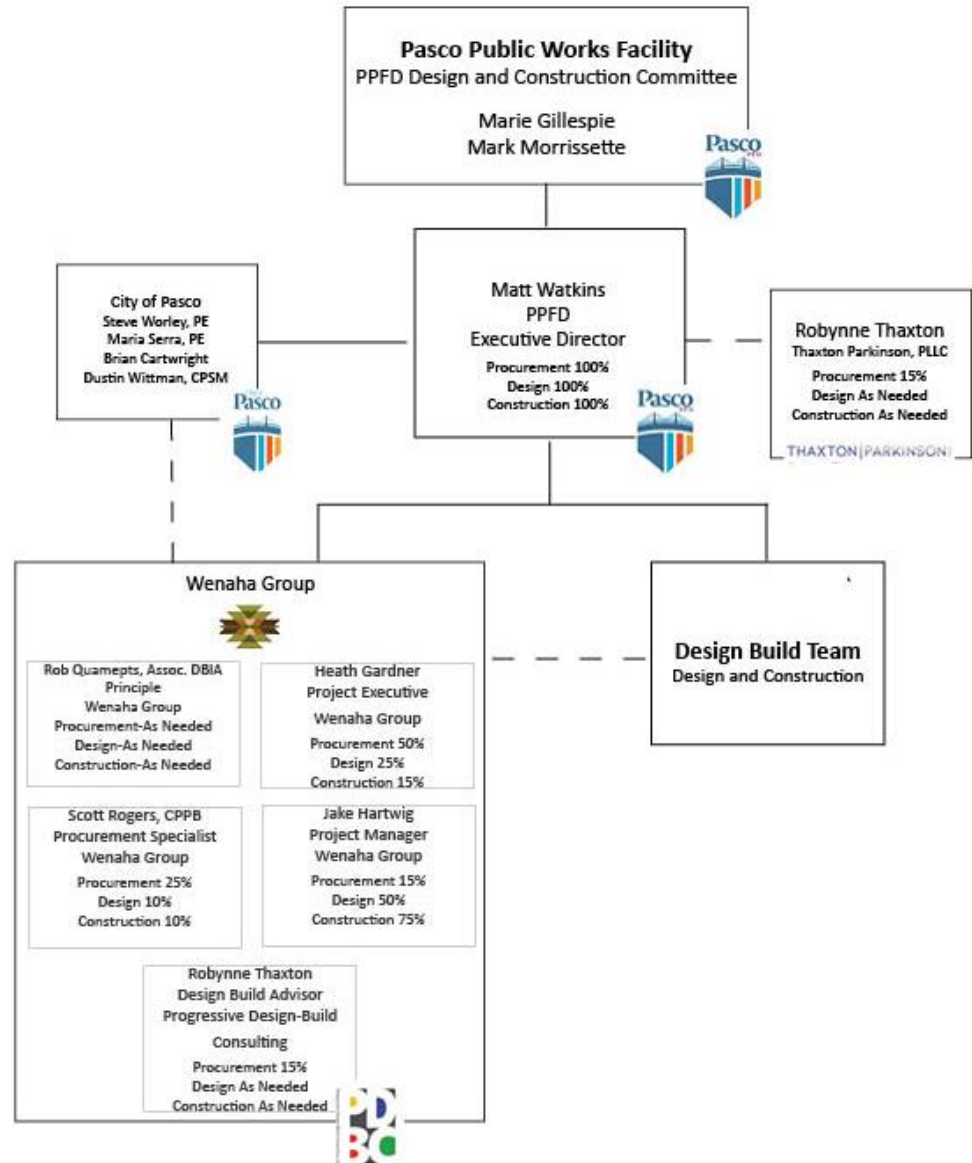 Pasco Public Works Facility
PPFD Design and Construction Committee
Marie Gillespie
Mark Morrissette
Pasco
City of Pasco
Steve Worley, PE
Maria Serra, PE
Brian Cartwright
Dustin Wittman, CPSM
Pasco
Matt Watkins
PPFD
Executive Director
Procurement 100%
Design 100%
Construction 100%
Pasco
Robynne Thaxton
Thaxton Parkinson, PLLC
Procurement 15%
Design As Needed
Construction As Needed
THAXTON|PARKINSON
Wenaha Group
Rob Quamepts, Assoc. DBIA
Principle
Wenaha Group
Procurement-As Needed
Design-As Needed
Construction-As Needed
Heath Gardner
Project Executive
Wenaha Group
Procurement 50%
Design 25%
Construction 15%
Scott Rogers, CPPB
Procurement Specialist
Wenaha Group
Procurement 25%
Design 10%
Construction 10%
Jake Hartwig
Project Manager
Wenaha Group
Procurement 15%
Design 50%
Construction 75%
Robynne Thaxton
Design Build Advisor
Progressive Design-Build
Consulting
Procurement 15%
Design As Needed
Construction As Needed
PD
BC
Design Build Team
Design and Construction